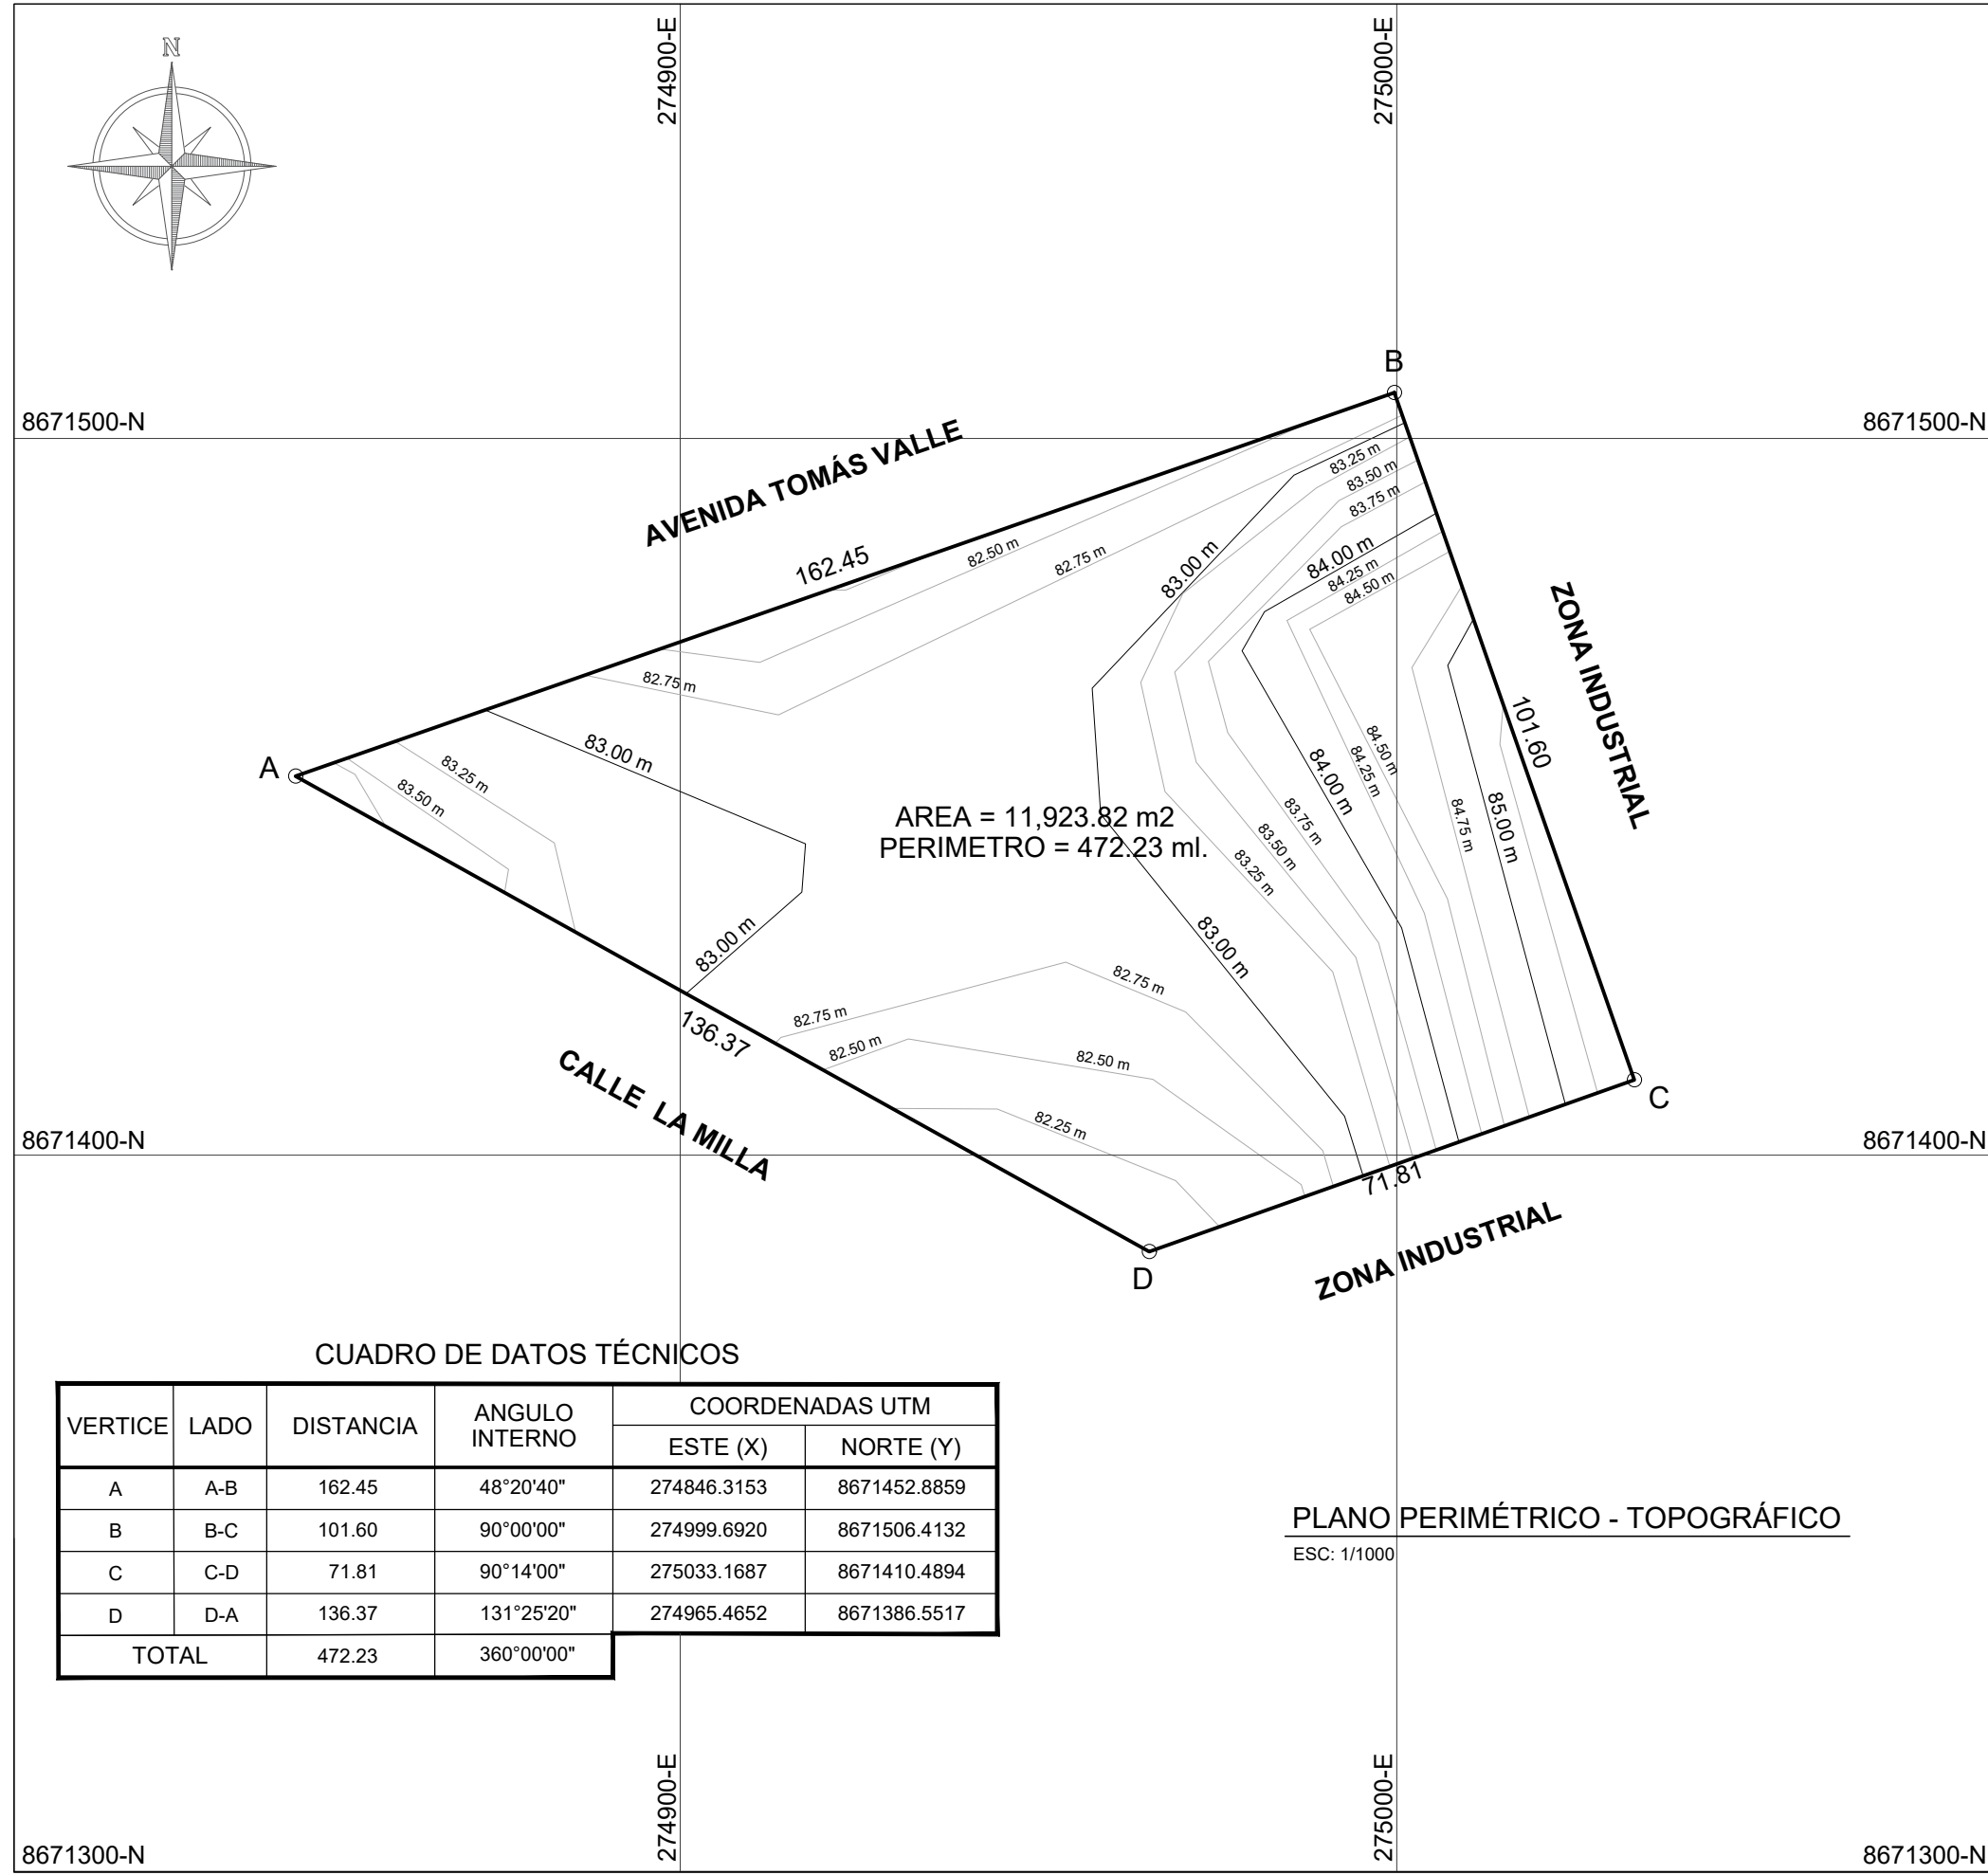 N
274900-E
275000-E
B
8671500-N
8671500-N
AVENIDA TOMÁS VALLE
162.45
82.50 m
82.75 m
83.25 m
83.50 m
83.75 m
83.00 m
84.00 m
84.25 m
84.50 m
ZONA INDUSTRIAL
101.60
82.75 m
83.00 m
A
83.25 m
83.50 m
84.50 m
84.25 m
84.00 m
83.75 m
83.50 m
83.25 m
84.75 m
85.00 m
AREA = 11,923.82 m2
PERIMETRO = 472.23 ml.
83.00 m
83.00 m
82.75 m
82.75 m
82.50 m
82.50 m
82.25 m
136.37
CALLE LA MILLA
C
8671400-N
8671400-N
71.81
ZONA INDUSTRIAL
D
CUADRO DE DATOS TÉCNICOS
VERTICE LADO DISTANCIA ANGULO INTERNO COORDENADAS UTM
ESTE (X) NORTE (Y)
A A-B 162.45 48°20'40" 274846.3153 8671452.8859
B B-C 101.60 90°00'00" 274999.6920 8671506.4132
C C-D 71.81 90°14'00" 275033.1687 8671410.4894
D D-A 136.37 131°25'20" 274965.4652 8671386.5517
TOTAL 472.23 360°00'00"
PLANO PERIMÉTRICO - TOPOGRÁFICO
ESC: 1/1000
274900-E
275000-E
8671300-N
8671300-N